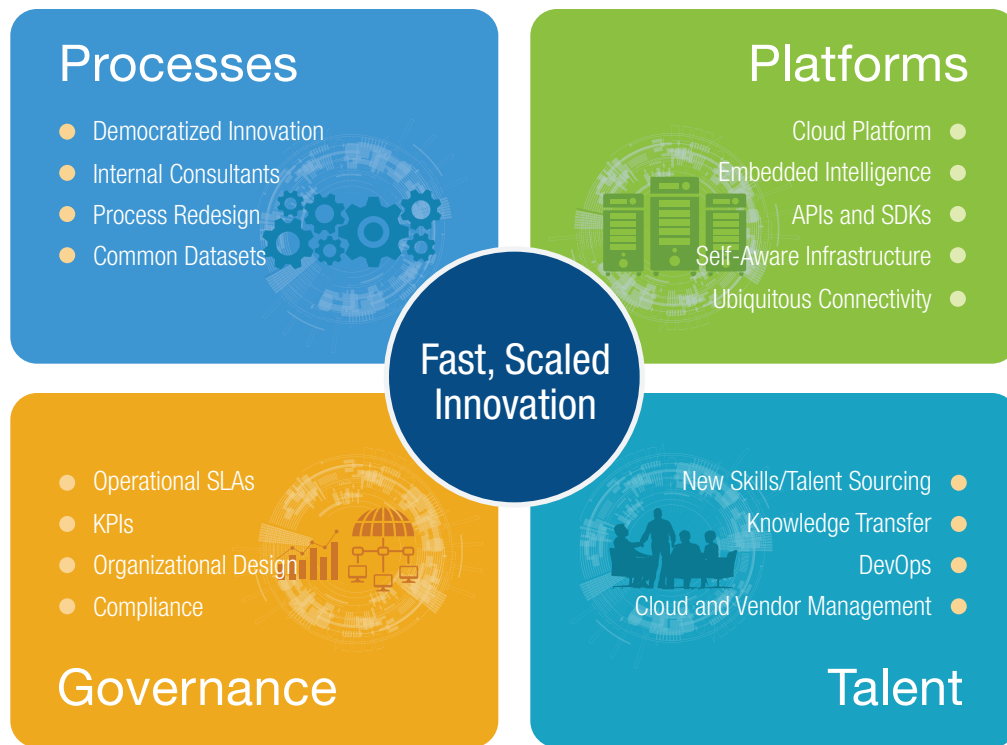 Processes
Democratized Innovation
Internal Consultants
Process Redesign
Common Datasets
Platforms
Cloud Platform
Embedded Intelligence
APIs and SDKs
Self-Aware Infrastructure
Ubiquitous Connectivity
Fast, Scaled
Innovation
Operational SLAs
KPIs
Organizational Design
Compliance
Governance
New Skills/Talent Sourcing
Knowledge Transfer
DevOps
Cloud and Vendor Management
Talent